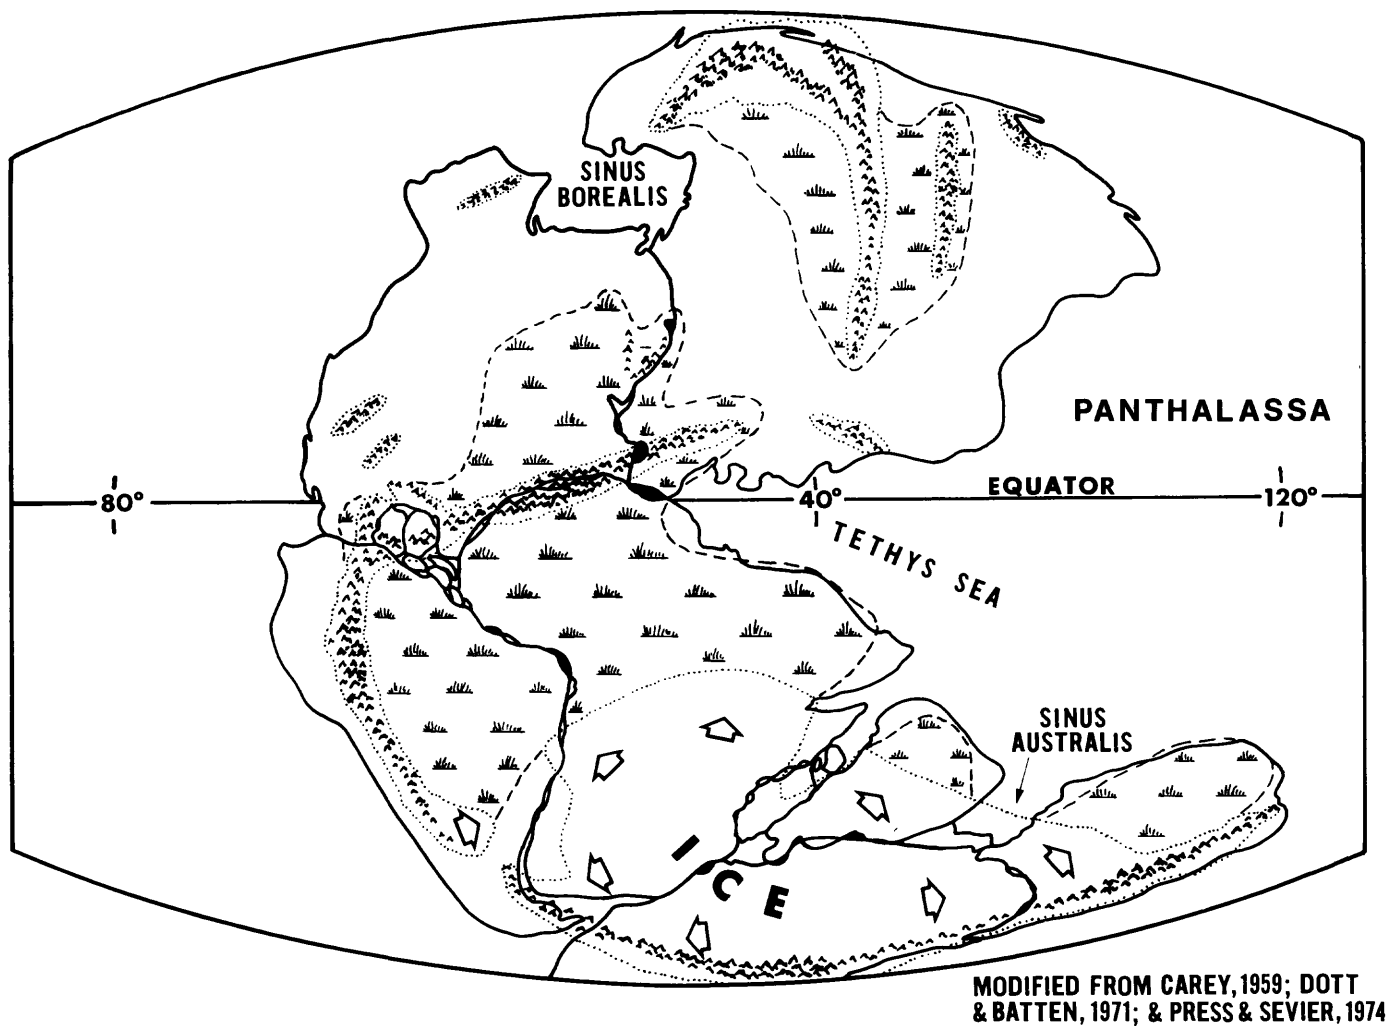 SINUS
BOREALIS
PANTHALASSA
EQUATOR
80°
40°
120°
TETHYS SEA
SINUS
AUSTRALIS
ICE
MODIFIED FROM CAREY, 1959; DOTT
& BATTEN, 1971; & PRESS & SEVIER, 1974